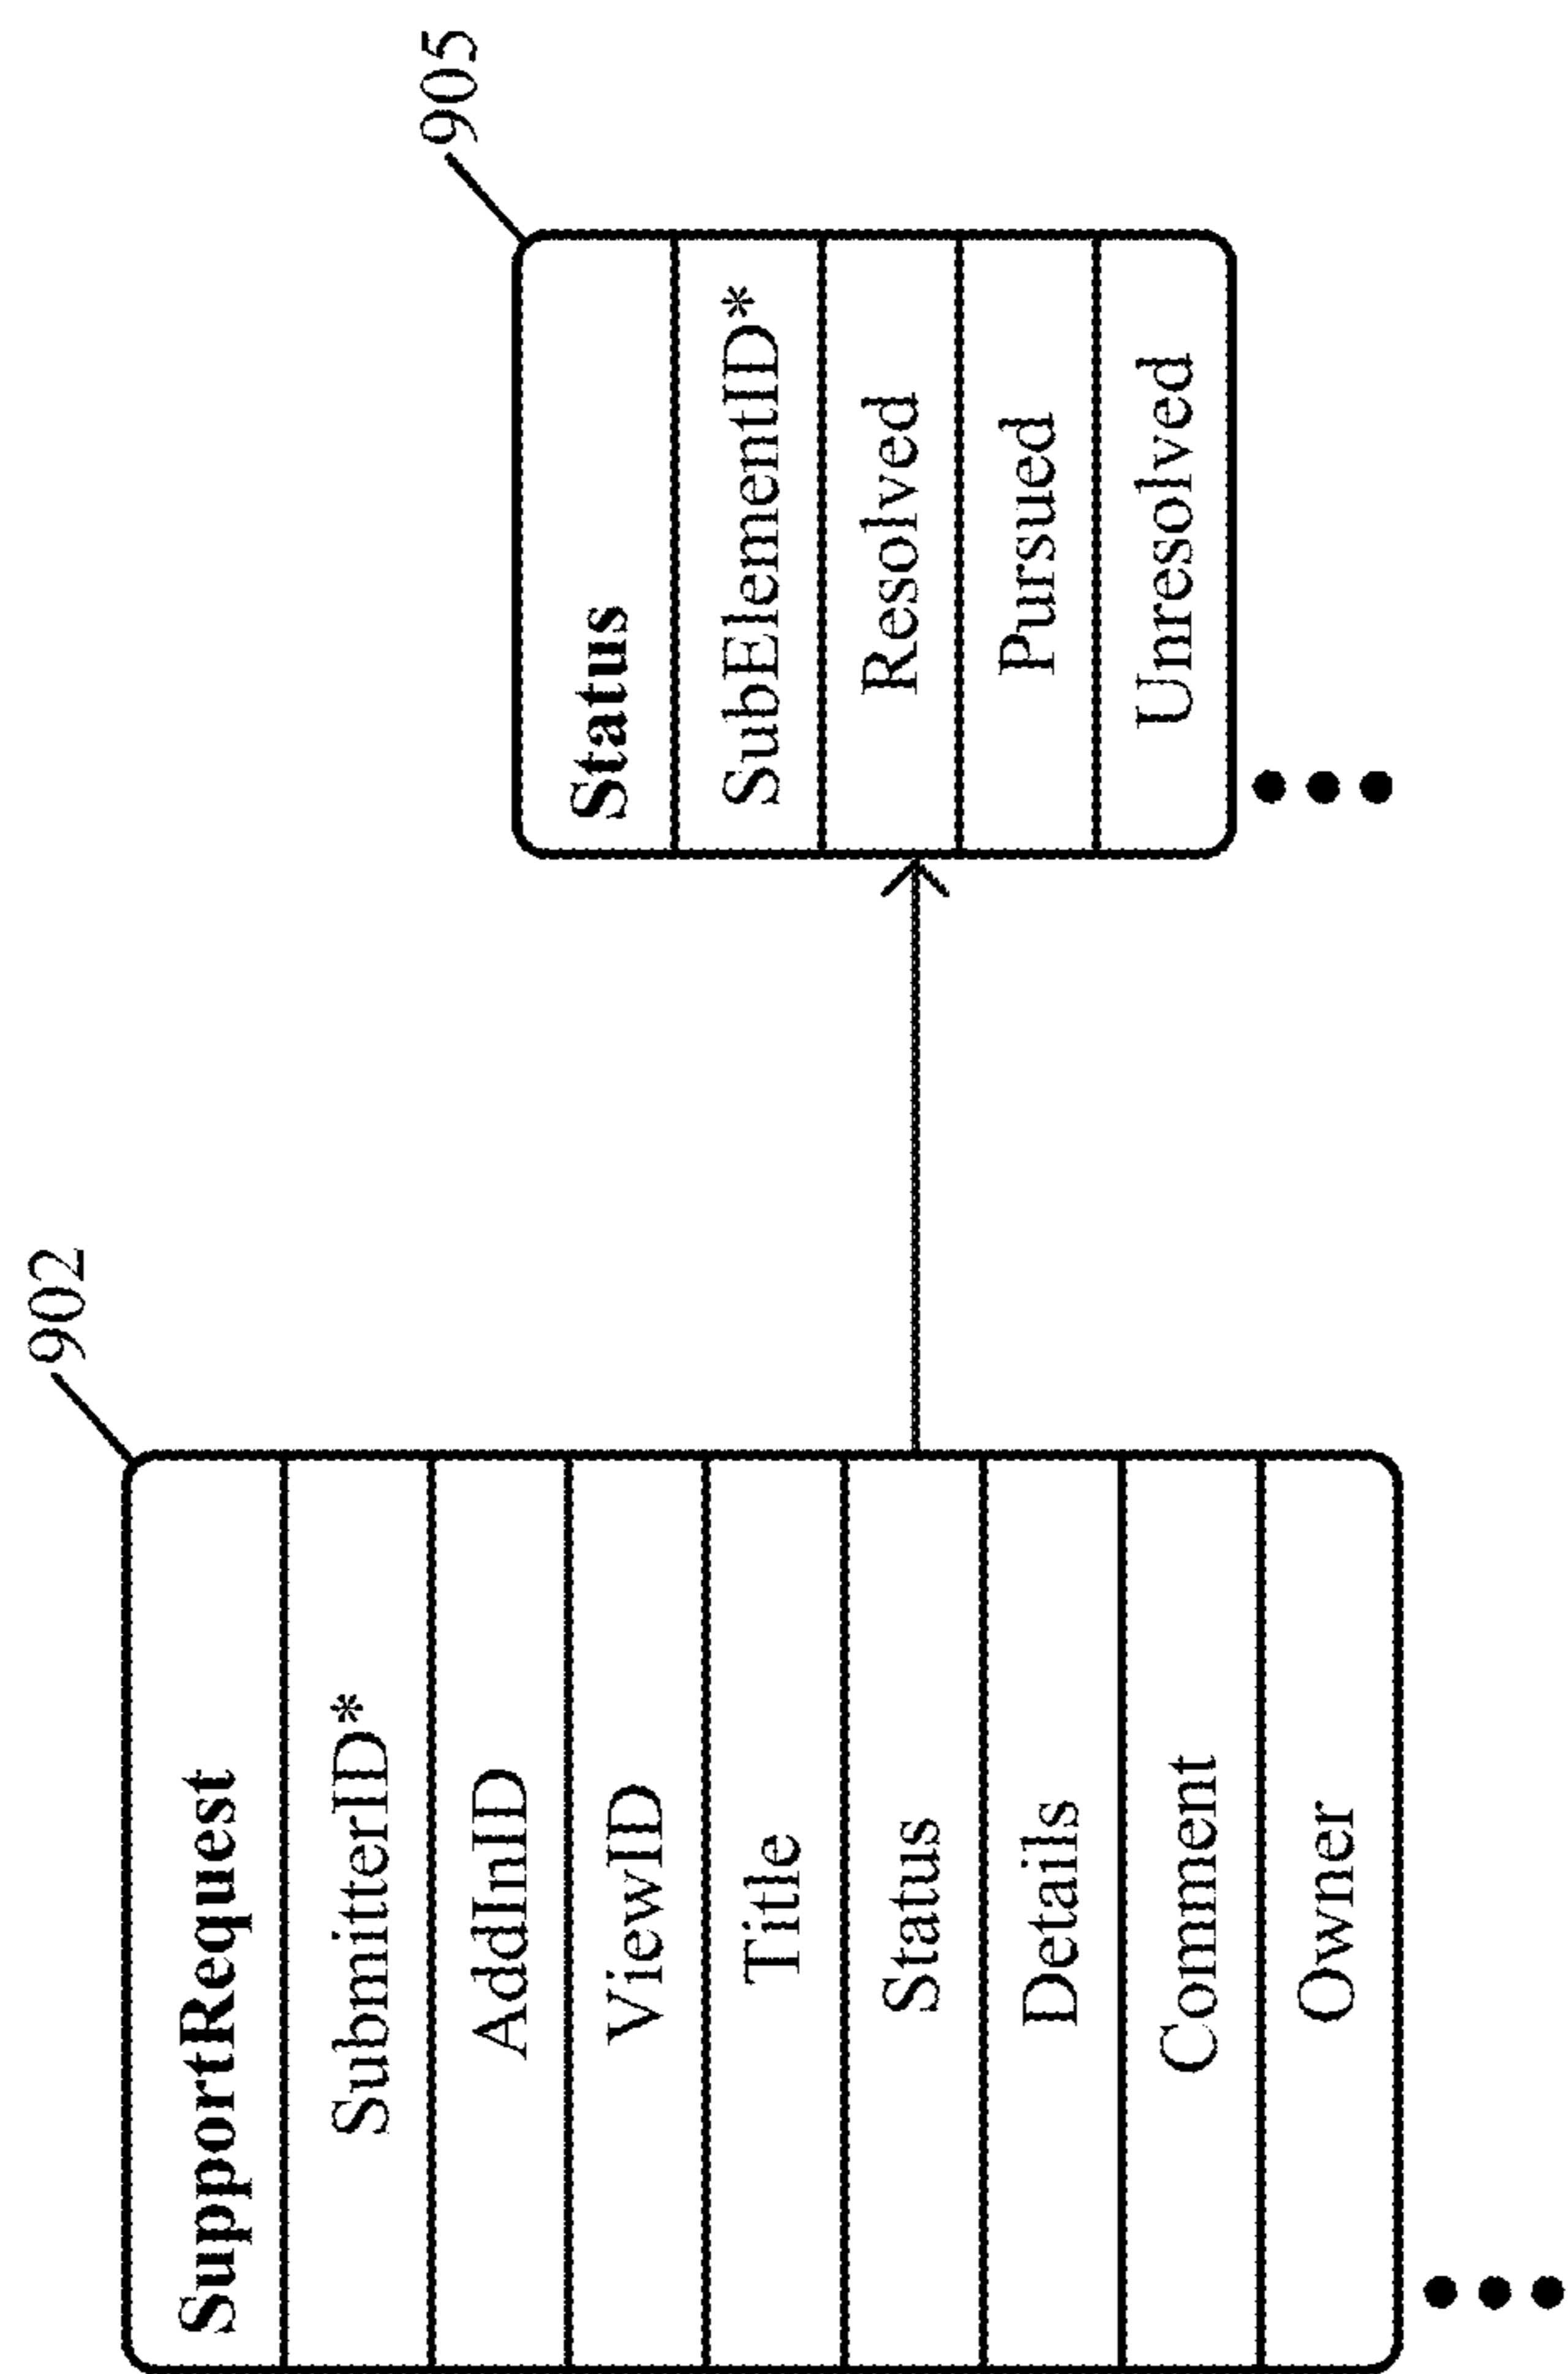 902
SupportRequest
SubmitterID*
AddInID
ViewID
Title
Status
Details
Comment
Owner
905
Status
SubElementID*
Resolved
Pursued
Unresolved